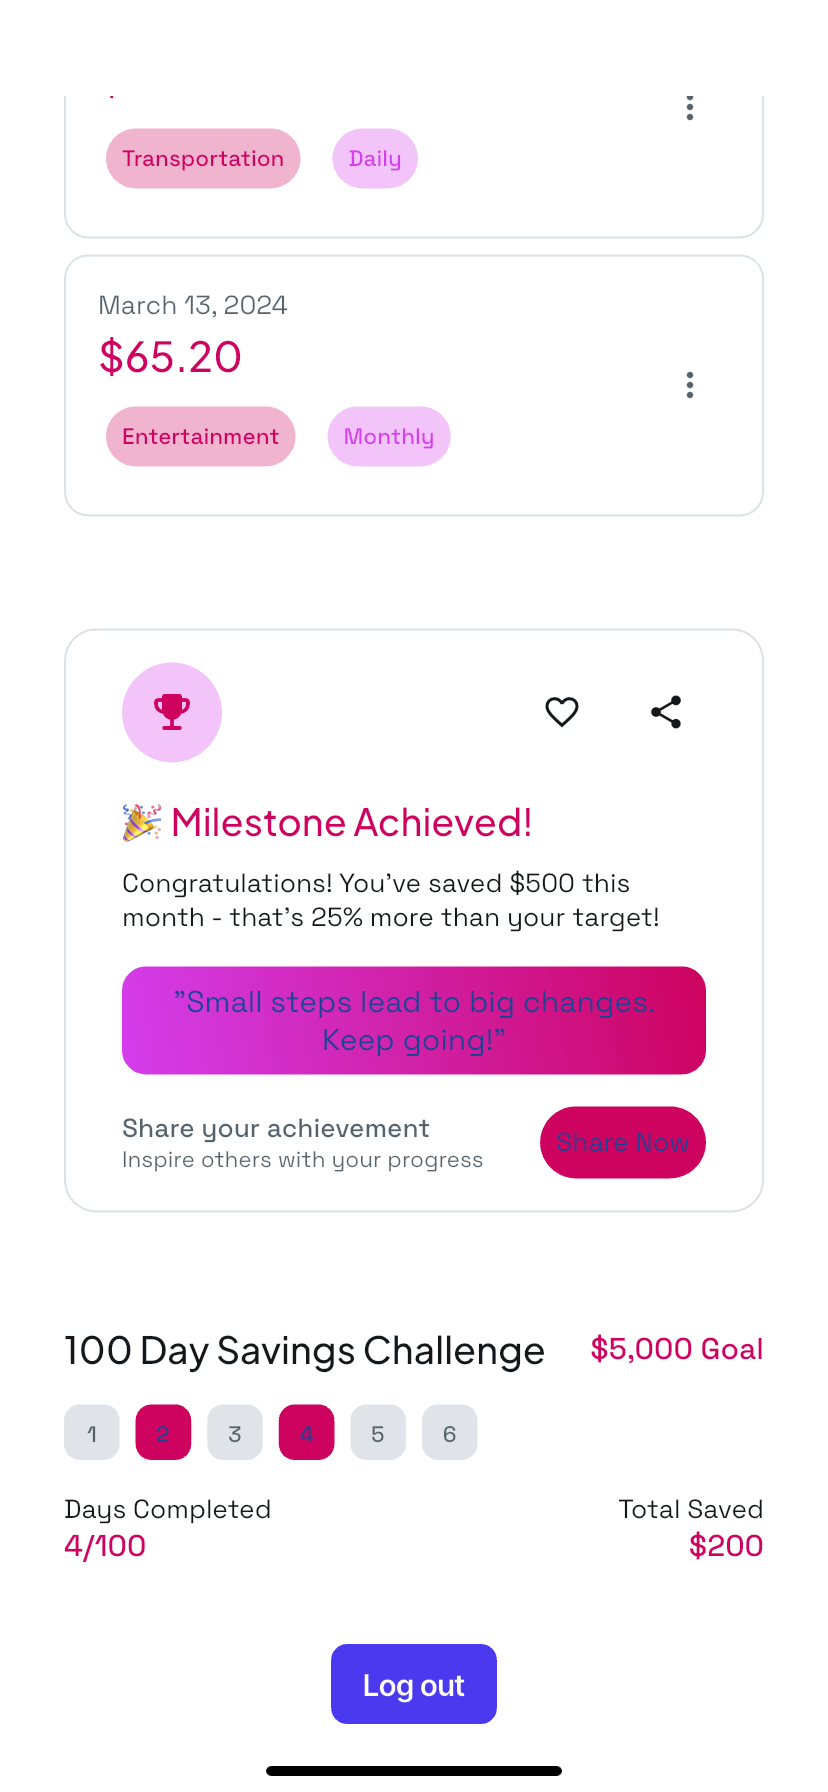 Transportation
Daily
March 13, 2024
$65.20
Entertainment
Monthly
🎉 Milestone Achieved!
Congratulations! You've saved $500 this
month - that's 25% more than your target!
"Small steps lead to big changes.
Keep going!"
Share your achievement
Inspire others with your progress
Share Now
100 Day Savings Challenge
$5,000 Goal
1 2 3 4 5 6
Days Completed
4/100
Total Saved
$200
Log out